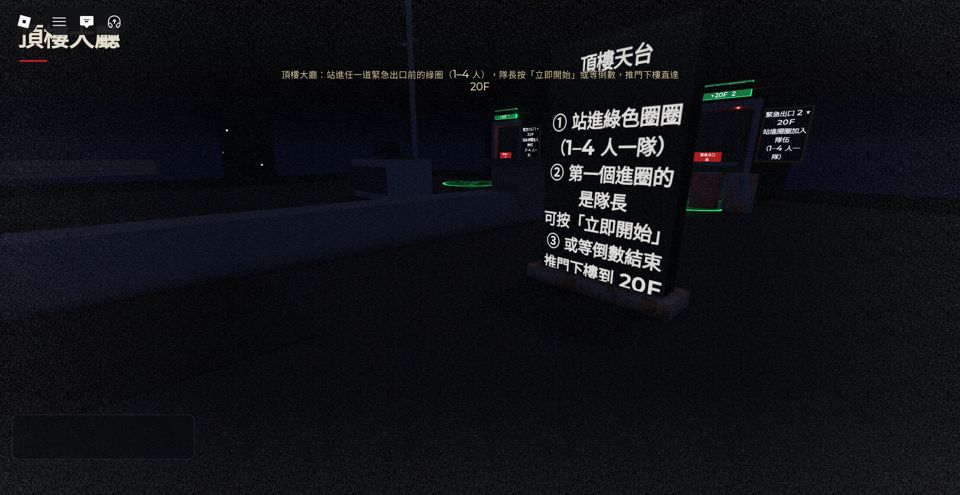 頂樓大廳
頂樓大廳：站進任一道緊急出口前的綠圈（1–4 人），隊長按「立即開始」或等倒數，推門下樓直達
20F
頂樓天台
① 站進綠色圈圈
（1–4 人一隊）
② 第一個進圈的
是隊長
可按「立即開始」
③ 或等倒數結束
推門下樓到 20F
20F 2
緊急出口 2
20F
站進圈圈加入
隊伍
（1–4 人一
隊）